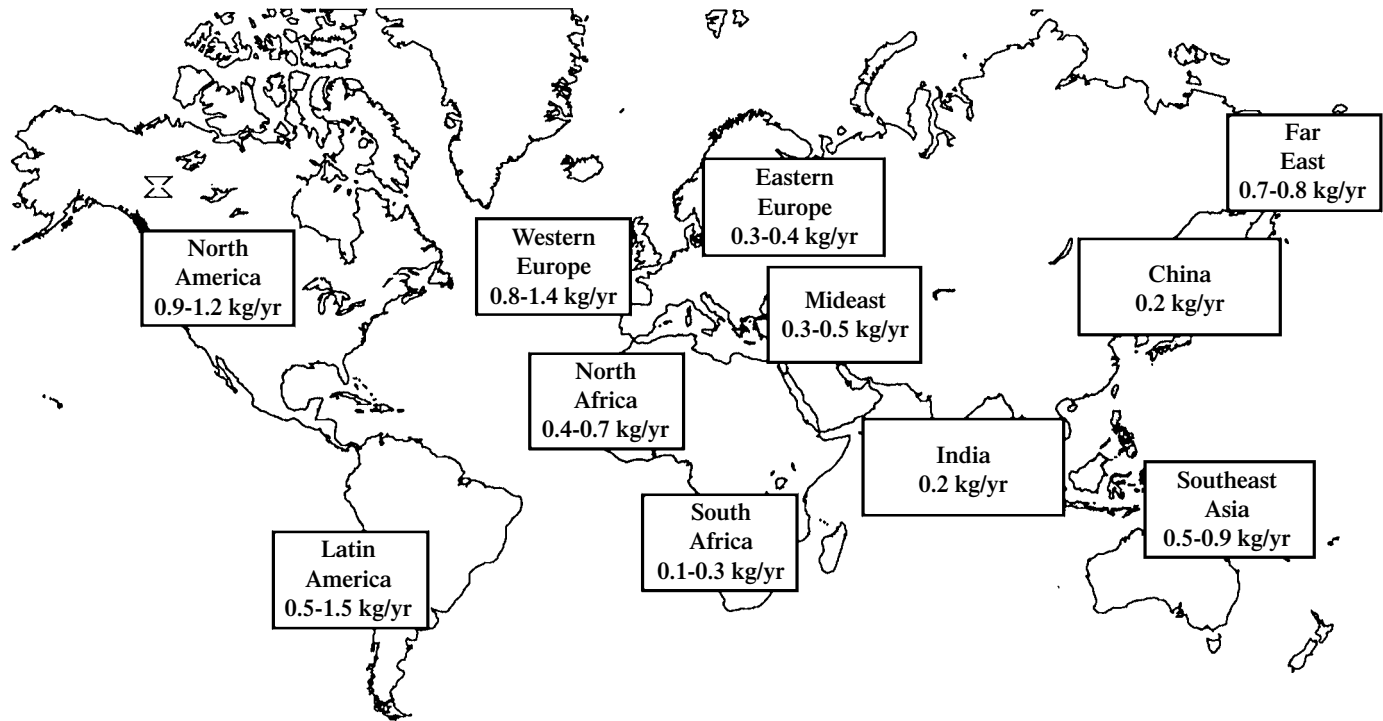 Far
East
0.7-0.8 kg/yr
Eastern
Europe
0.3-0.4 kg/yr
Western
Europe
0.8-1.4 kg/yr
North
America
0.9-1.2 kg/yr
China
0.2 kg/yr
Mideast
0.3-0.5 kg/yr
North
Africa
0.4-0.7 kg/yr
India
0.2 kg/yr
Southeast
Asia
0.5-0.9 kg/yr
South
Africa
0.1-0.3 kg/yr
Latin
America
0.5-1.5 kg/yr